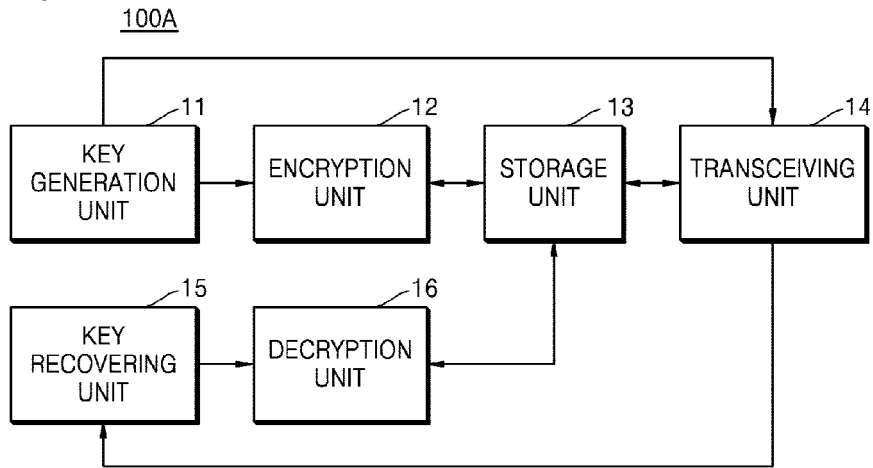 100A
11
KEY
GENERATION
UNIT
12
ENCRYPTION
UNIT
13
STORAGE
UNIT
14
TRANSCEIVING
UNIT
15
KEY
RECOVERING
UNIT
16
DECRYPTION
UNIT